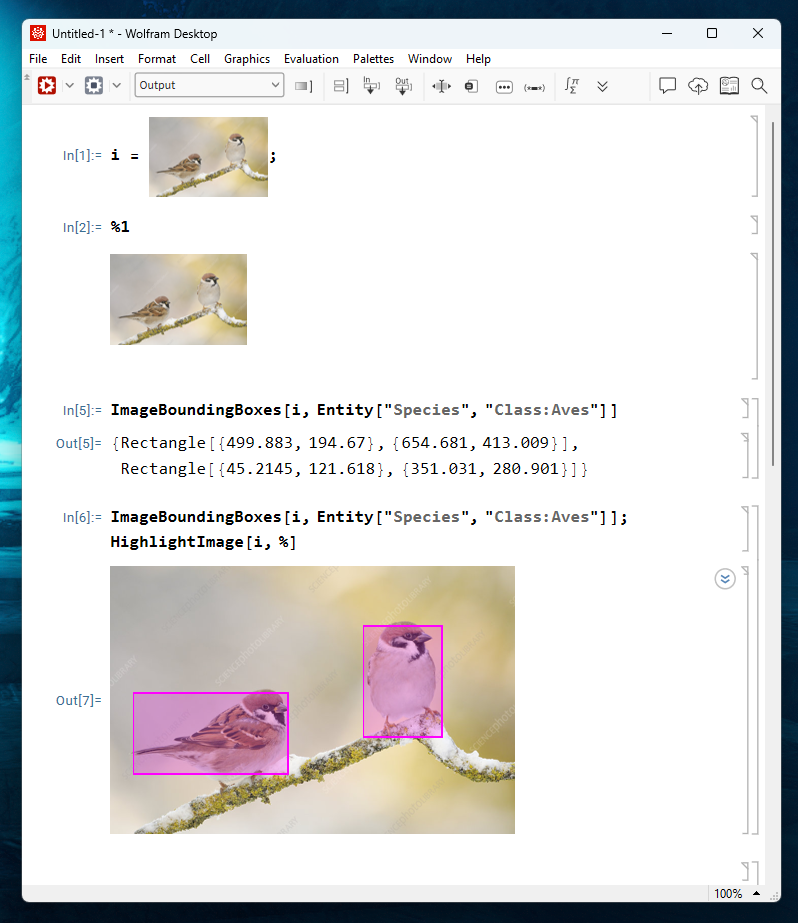 Untitled-1 * - Wolfram Desktop
File Edit Insert Format Cell Graphics Evaluation Palettes Window Help
Output In Out
In[1]:= i = ;
In[2]:= %1
In[5]:= ImageBoundingBoxes[i, Entity["Species", "Class:Aves"]]
Out[5]= {Rectangle[{499.883, 194.67}, {654.681, 413.009}],
Rectangle[{45.2145, 121.618}, {351.031, 280.901}]}
In[6]:= ImageBoundingBoxes[i, Entity["Species", "Class:Aves"]];
HighlightImage[i, %]
Out[7]=
100%